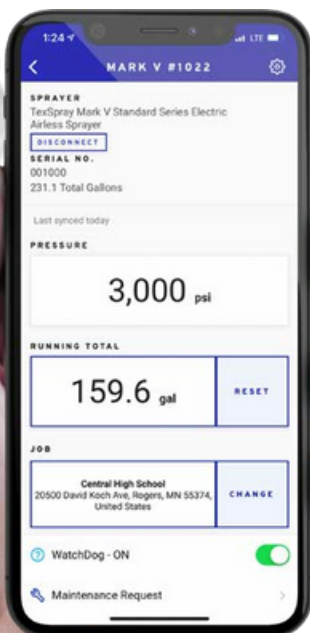 1:24
LTE
MARK V #1022
SPRAYER
TexSpray Mark V Standard Series Electric
Airless Sprayer
DISCONNECT
SERIAL NO.
001000
231.1 Total Gallons
Last synced today
PRESSURE
3,000 psi
RUNNING TOTAL
159.6 gal
RESET
JOB
Central High School
20500 David Koch Ave, Rogers, MN 55374,
United States
CHANGE
WatchDog - ON
Maintenance Request